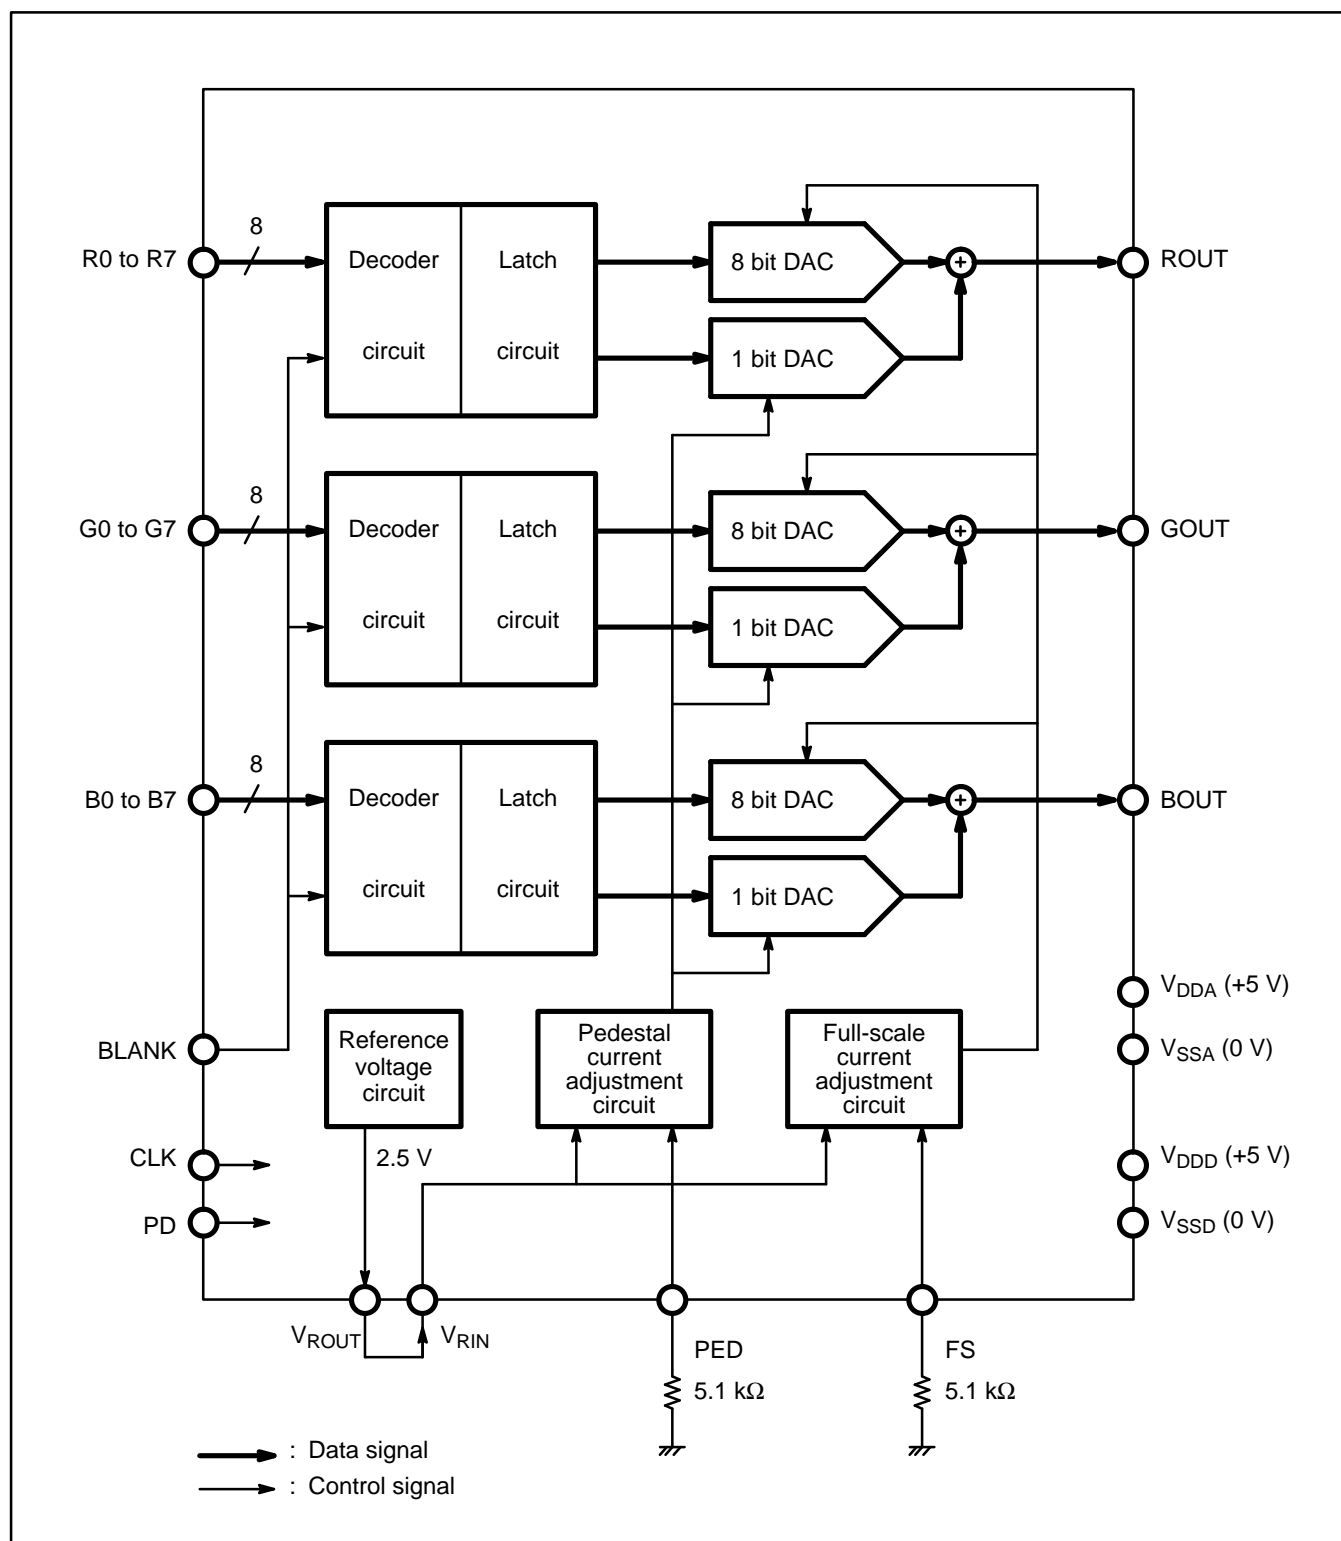 8
R0 to R7
Decoder
circuit
Latch
circuit
8 bit DAC
+
ROUT
1 bit DAC
8
G0 to G7
Decoder
circuit
Latch
circuit
8 bit DAC
+
GOUT
1 bit DAC
8
B0 to B7
Decoder
circuit
Latch
circuit
8 bit DAC
+
BOUT
1 bit DAC
BLANK
Reference
voltage
circuit
Pedestal
current
adjustment
circuit
Full-scale
current
adjustment
circuit
VDDA (+5 V)
VSSA (0 V)
CLK
2.5 V
VDDD (+5 V)
PD
VSSD (0 V)
VROUT
VRIN
PED
5.1 kΩ
FS
5.1 kΩ
: Data signal
: Control signal